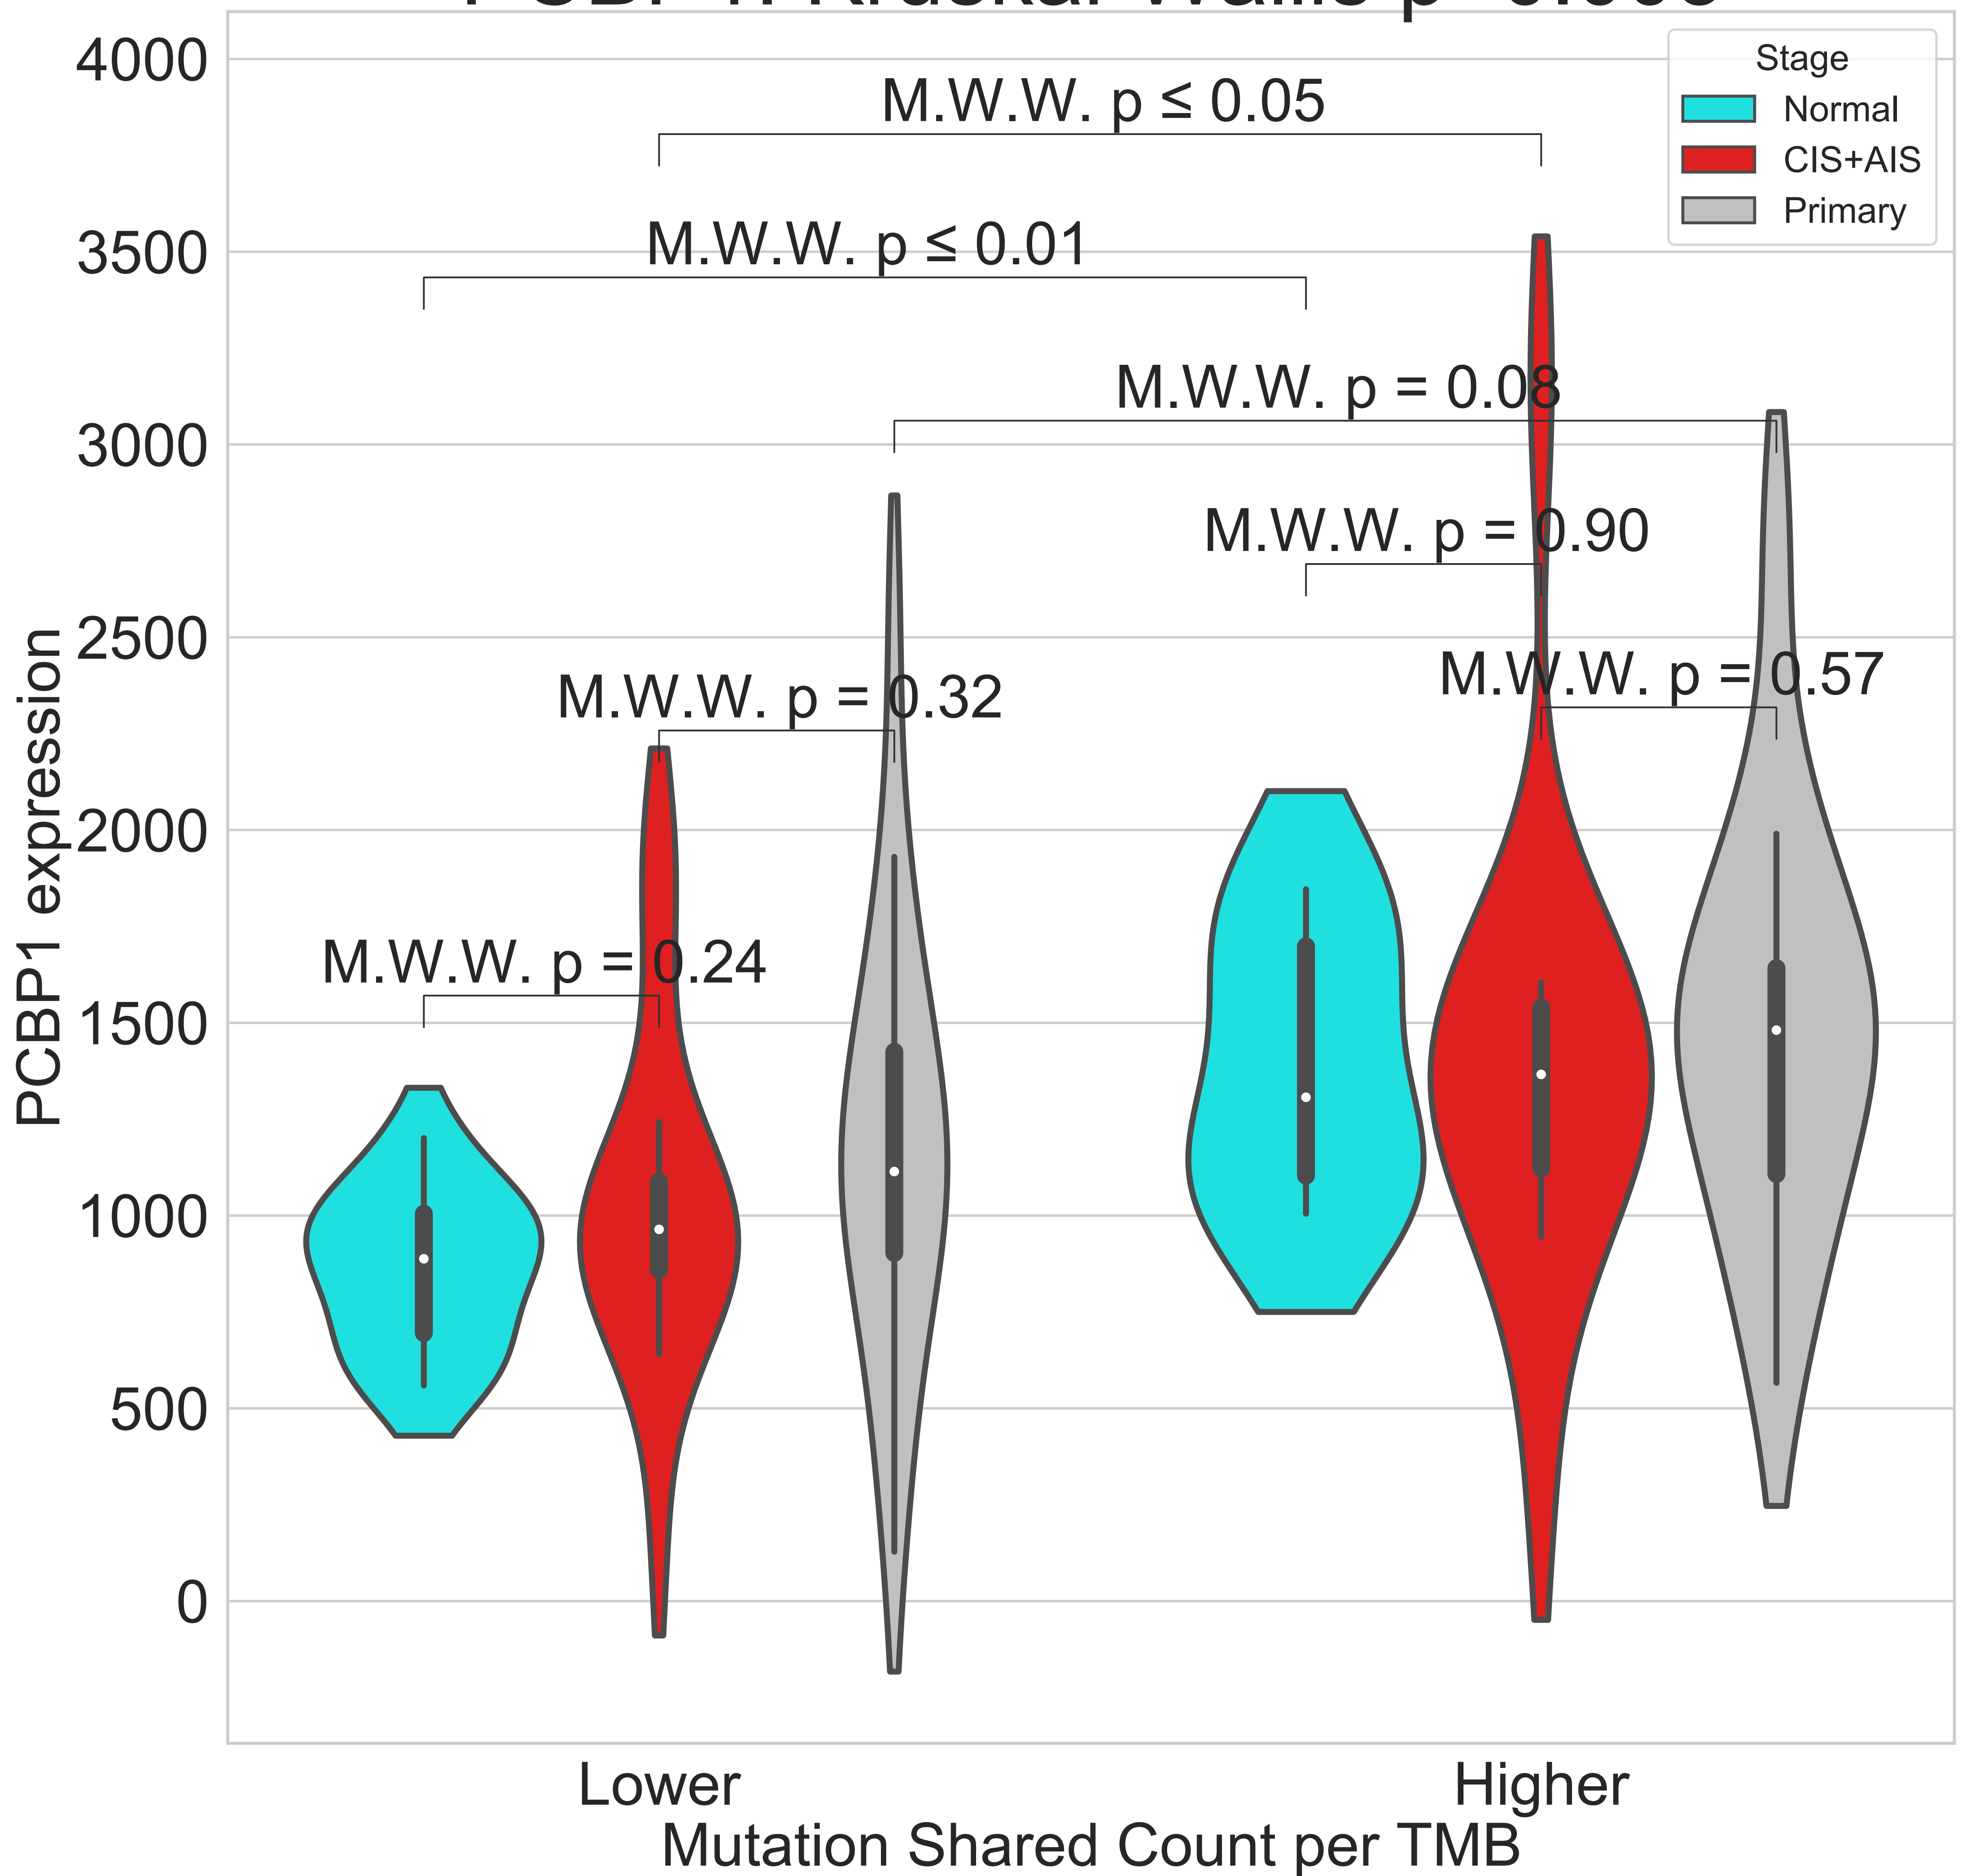 4000
3500
3000
2500
2000
1500
1000
500
0
PCBP1 expression
Stage
Normal
CIS+AIS
Primary
M.W.W. p ≤ 0.05
M.W.W. p ≤ 0.01
M.W.W. p = 0.08
M.W.W. p = 0.90
M.W.W. p = 0.57
M.W.W. p = 0.32
M.W.W. p = 0.24
Lower
Higher
Mutation Shared Count per TMB